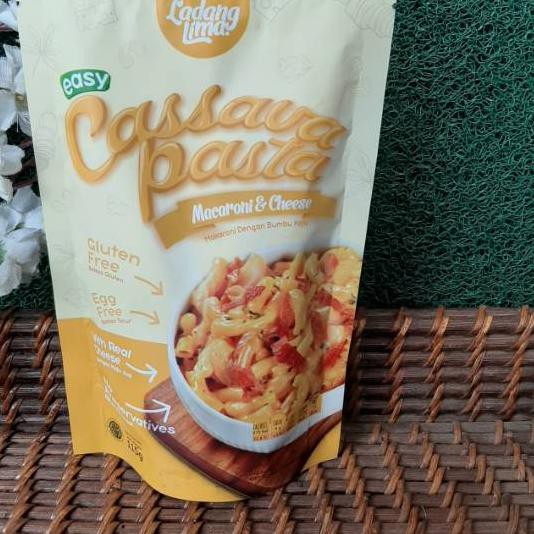 Ladang
Lima
easy
Cassava
pasta
Macaroni & Cheese
Makaroni Dengan Bumbu Keju
Gluten
Free
Bebas Gluten
Egg
Free
Bebas Telur
With Real
Cheese
Preservatives